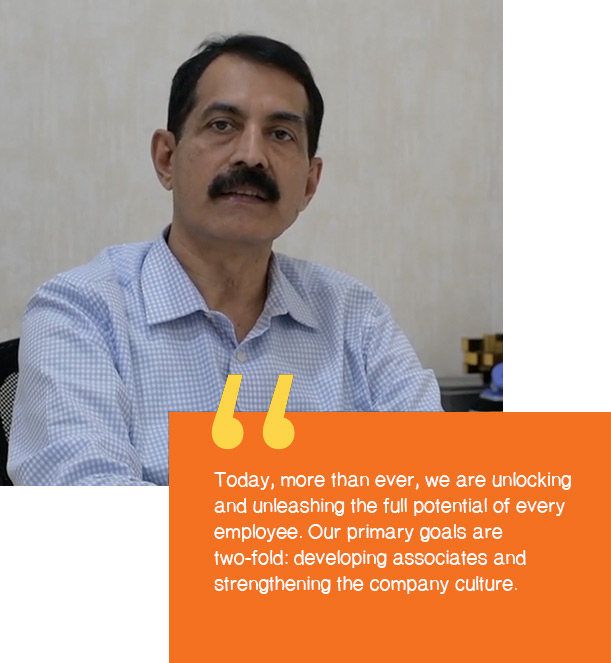 “
Today, more than ever, we are unlocking
and unleashing the full potential of every
employee. Our primary goals are
two-fold: developing associates and
strengthening the company culture.